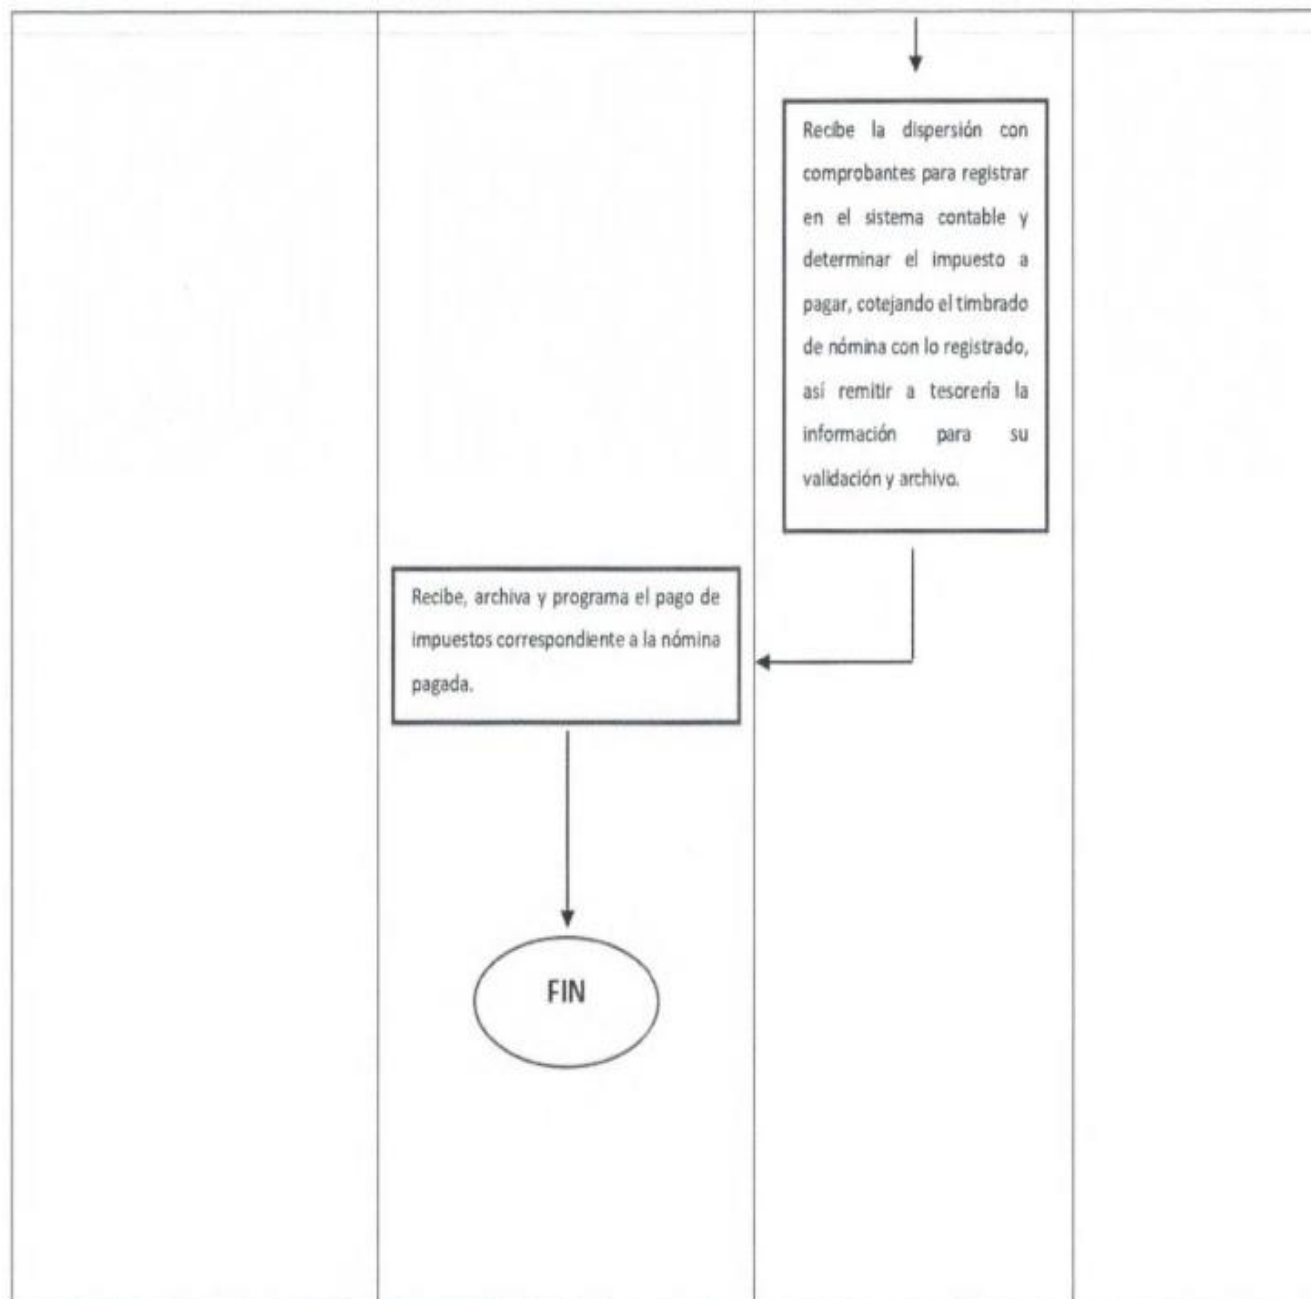 Recibe la dispersión con
comprobantes para registrar
en el sistema contable y
determinar el impuesto a
pagar, cotejando el timbrado
de nómina con lo registrado,
así remitir a tesorería la
información para su
validación y archivo.
Recibe, archiva y programa el pago de
impuestos correspondiente a la nómina
pagada.
FIN